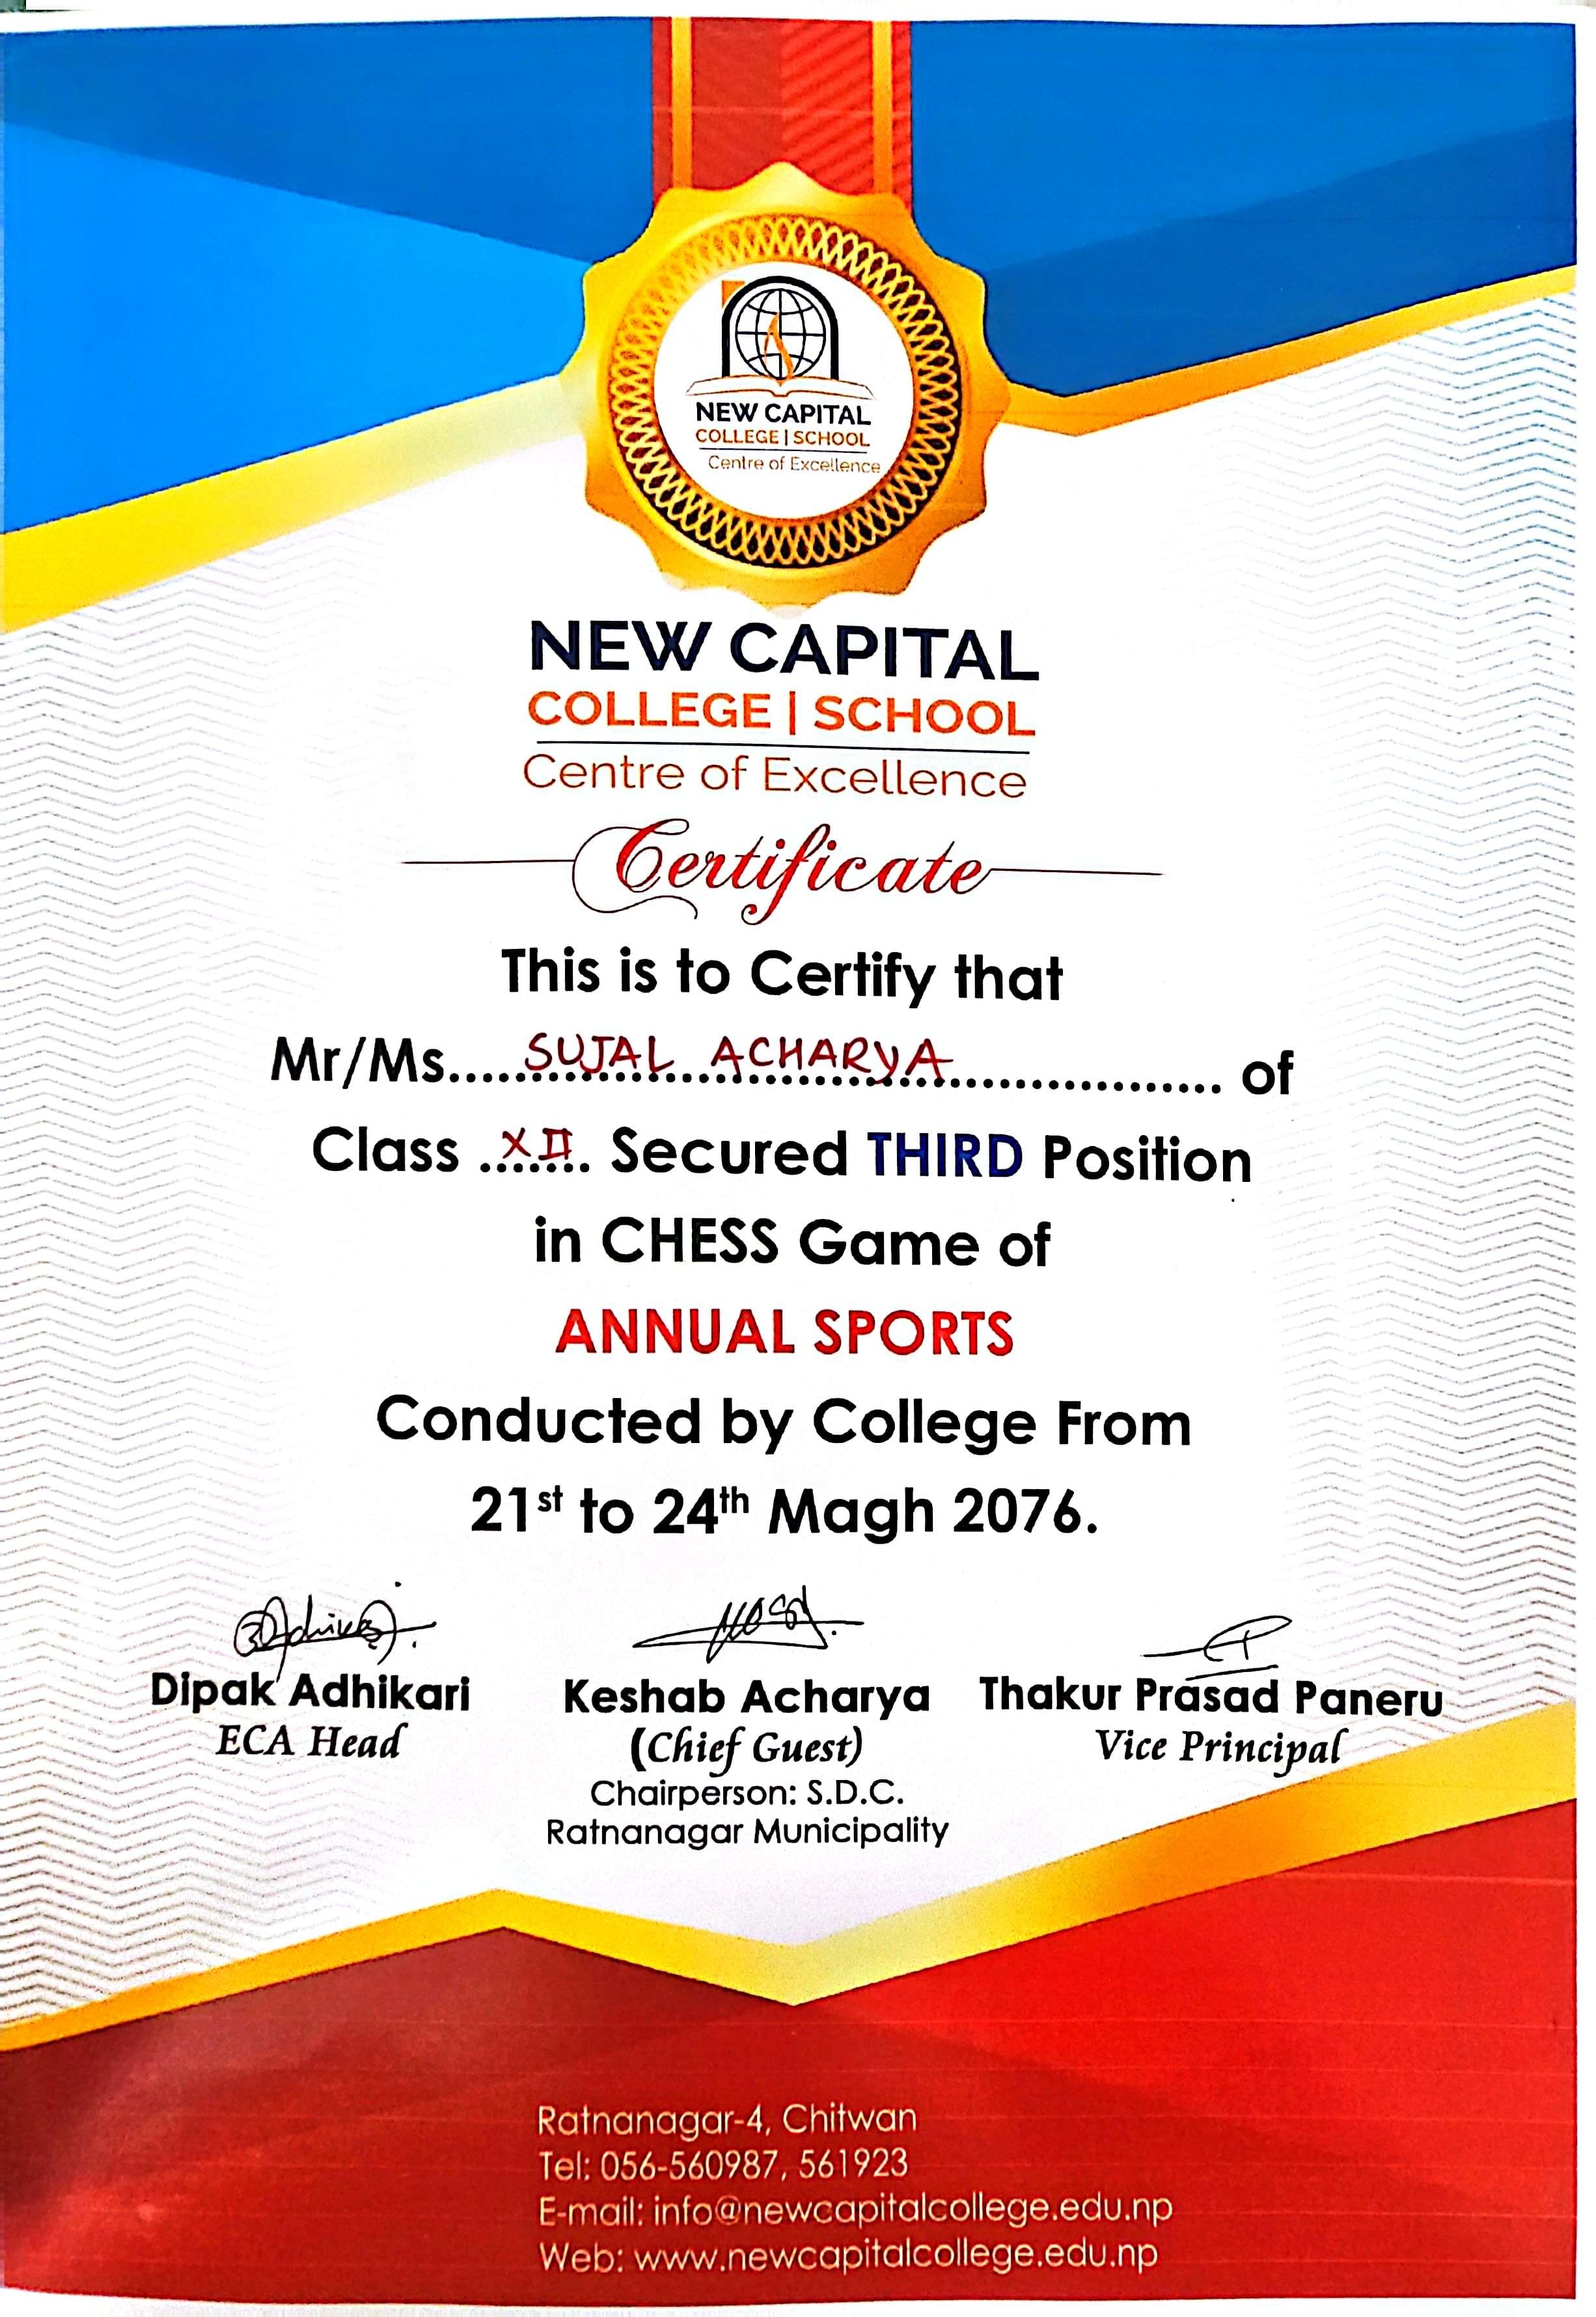 NEW CAPITAL
COLLEGE | SCHOOL
Centre of Excellence
NEW CAPITAL
COLLEGE | SCHOOL
Centre of Excellence
Certificate
This is to Certify that
Mr/Ms.....SUJAL ACHARYA.................... of
Class ..XII.. Secured THIRD Position
in CHESS Game of
ANNUAL SPORTS
Conducted by College From
21st to 24th Magh 2076.
Dipak Adhikari Keshab Acharya Thakur Prasad Paneru
ECA Head (Chief Guest) Vice Principal
Chairperson: S.D.C.
Ratnanagar Municipality
Ratnanagar-4, Chitwan
Tel: 056-560987, 561923
E-mail: info@newcapitalcollege.edu.np
Web: www.newcapitalcollege.edu.np